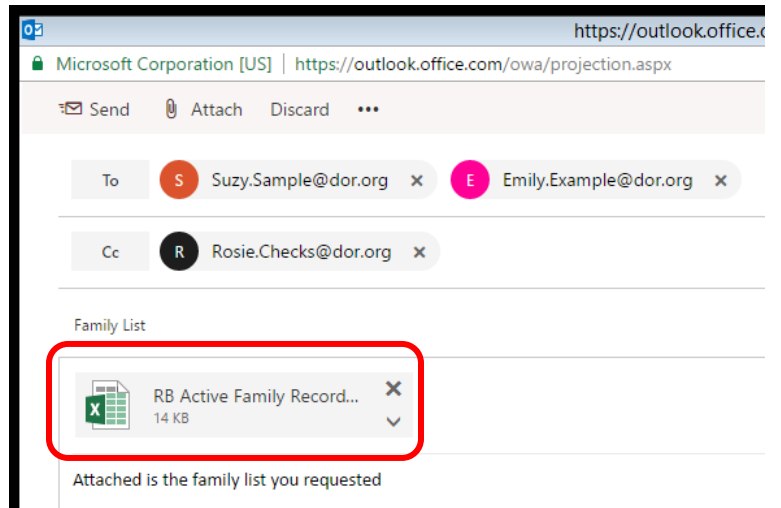 https://outlook.office.c
Microsoft Corporation [US] | https://outlook.office.com/owa/projection.aspx
Send Attach Discard •••
To S Suzy.Sample@dor.org × E Emily.Example@dor.org ×
Cc R Rosie.Checks@dor.org ×
Family List
RB Active Family Record...
14 KB
Attached is the family list you requested